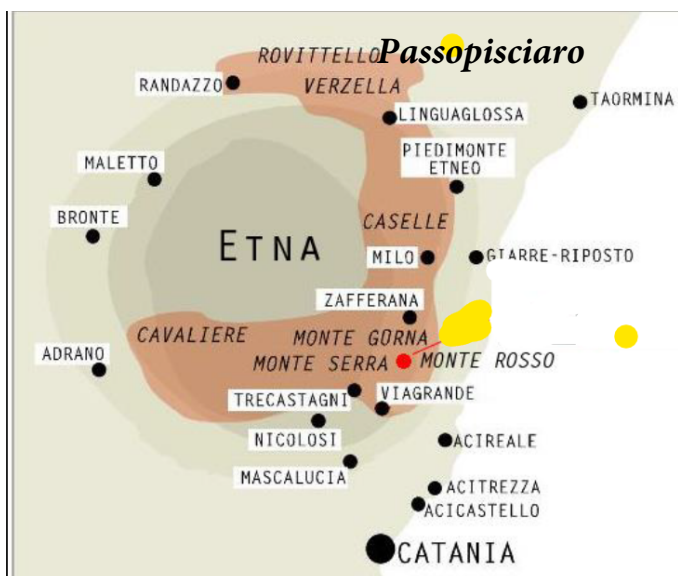 ROVITTELLO
Passopisciaro
RANDAZZO
VERZELLA
TAORMINA
LINGUAGLOSSA
PIEDIMONTE
ETNEO
MALETTO
BRONTE
CASELLE
ETNA
MILO
GIARRE-RIPOSTO
ZAFFERANA
CAVALIERE
MONTE GORNA
ADRANO
MONTE SERRA
MONTE ROSSO
TRECASTAGNI
VIAGRANDE
NICOLOSI
ACIREALE
MASCALUCIA
ACITREZZA
ACICASTELLO
CATANIA